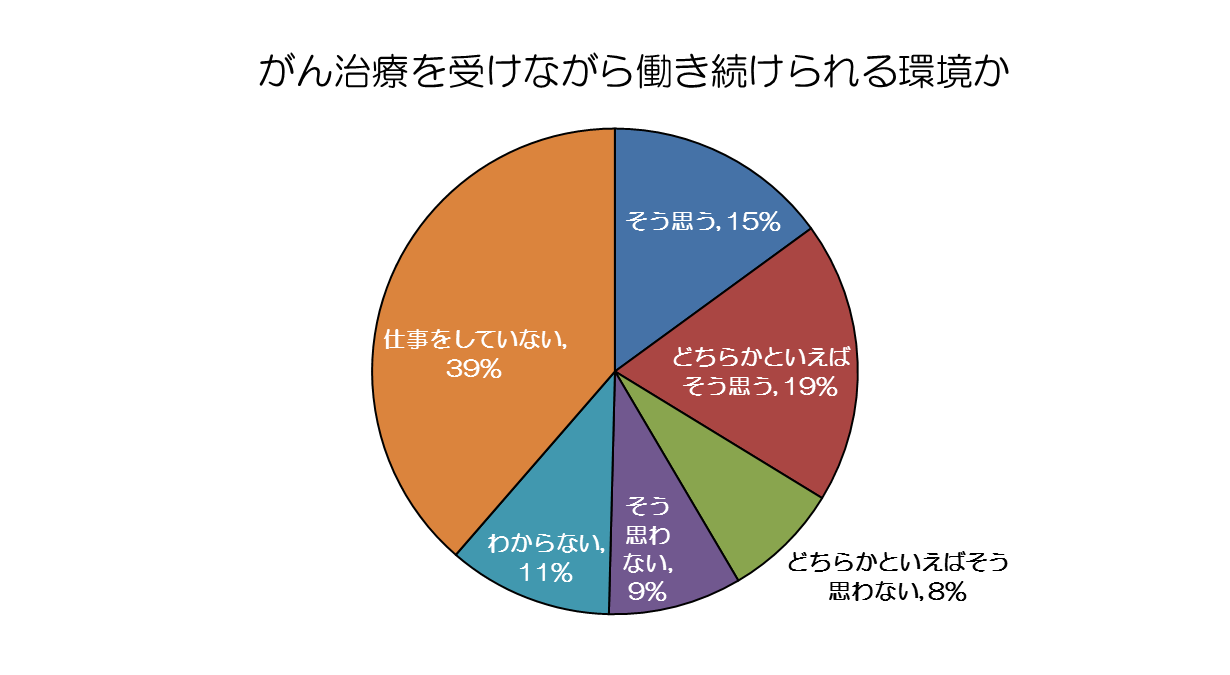 がん治療を受けながら働き続けられる環境か
そう思う, 15%
どちらかといえば
そう思う, 19%
どちらかといえばそう
思わない, 8%
そう
思わ
ない,
9%
わからない,
11%
仕事をしていない,
39%